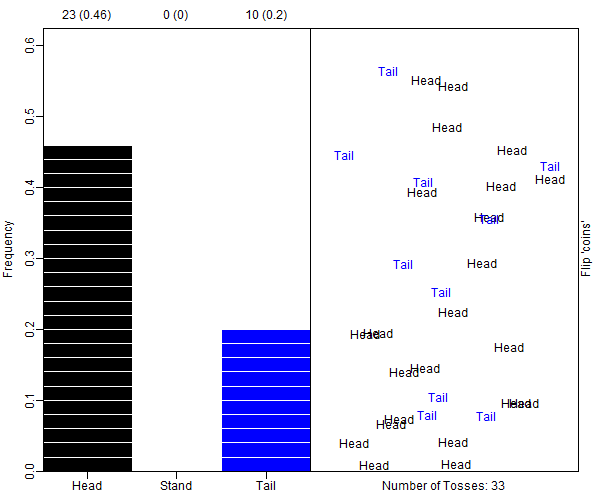 23 (0.46) 0 (0) 10 (0.2)
0.6
0.5
0.4
0.3
0.2
0.1
0.0
Frequency
Head Stand Tail
Tail
Head
Head
Head
Head
Tail
Tail
Head
Tail
Head
Head
Head
Tail
Head
Tail
Tail
Head
Head
Head
Head
Head
Head
Tail
Head
Head
Tail
Tail
Head
Head
Head
Head
Head
Head
Flip 'coins'
Number of Tosses: 33